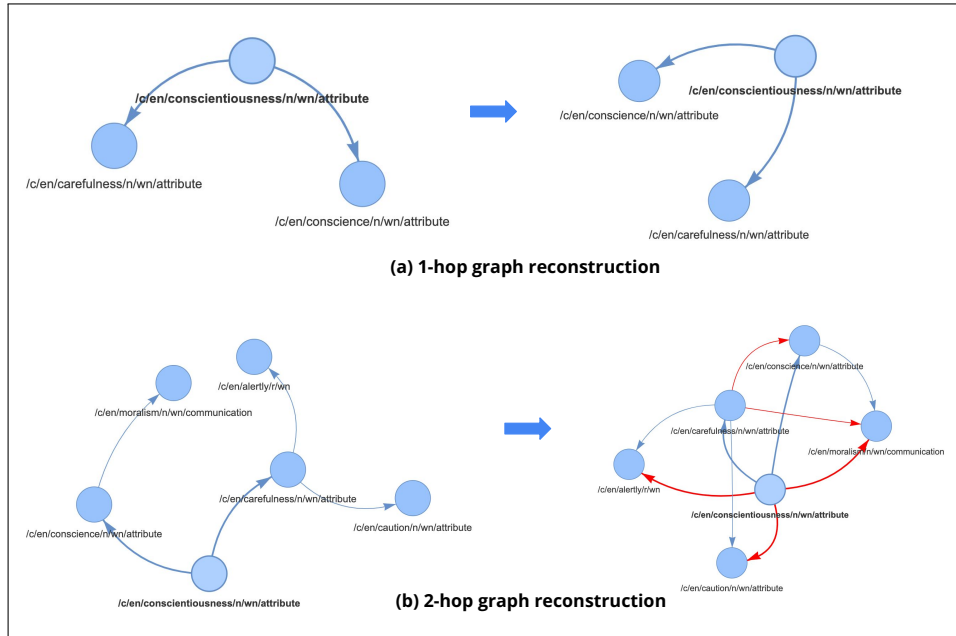 /c/en/conscientiousness/n/wn/attribute
/c/en/carefulness/n/wn/attribute
/c/en/conscience/n/wn/attribute
/c/en/conscientiousness/n/wn/attribute
/c/en/conscience/n/wn/attribute
/c/en/carefulness/n/wn/attribute
(a) 1-hop graph reconstruction
/c/en/alertly/r/wn
/c/en/moralism/n/wn/communication
/c/en/carefulness/n/wn/attribute
/c/en/conscience/n/wn/attribute
/c/en/caution/n/wn/attribute
/c/en/conscientiousness/n/wn/attribute
/c/en/conscience/n/wn/attribute
/c/en/carefulness/n/wn/attribute
/c/en/moralism/n/wn/communication
/c/en/alertly/r/wn
/c/en/conscientiousness/n/wn/attribute
/c/en/caution/n/wn/attribute
(b) 2-hop graph reconstruction